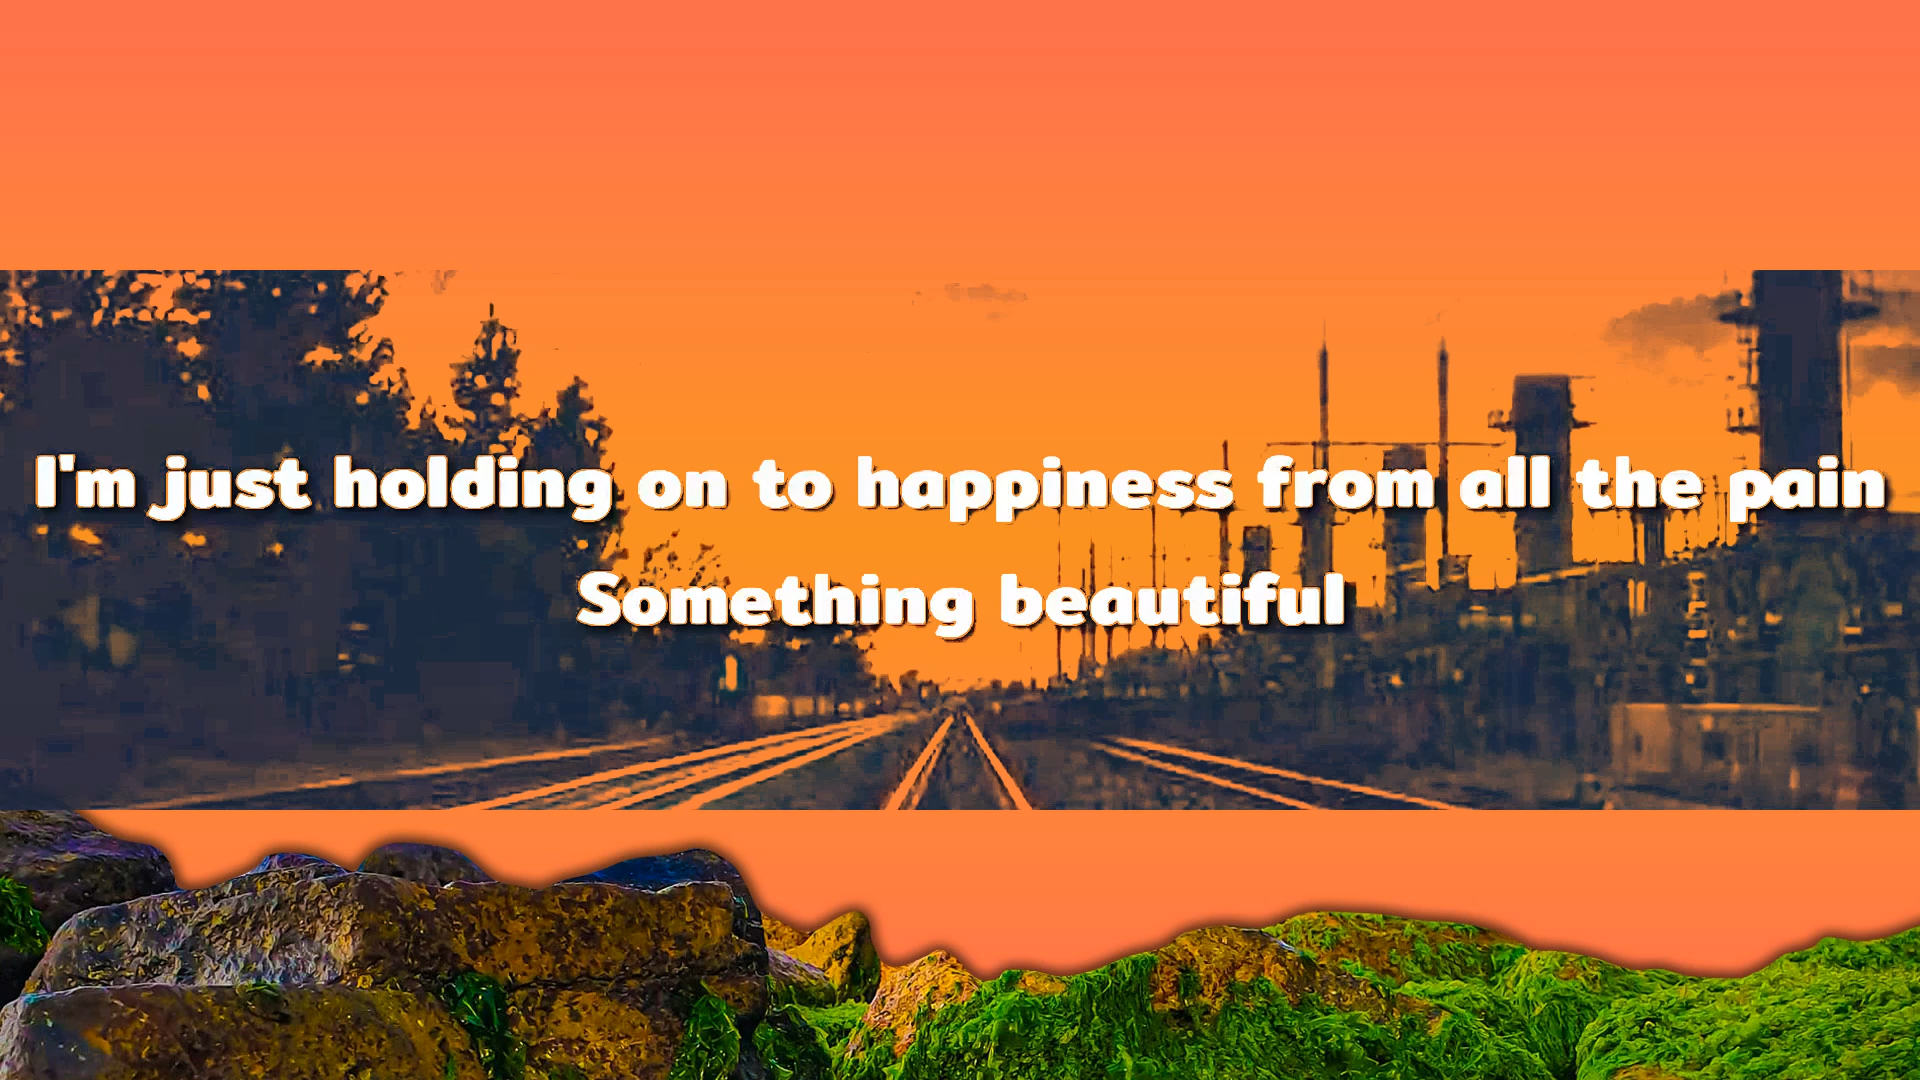 I'm just holding on to happiness from all the pain
Something beautiful